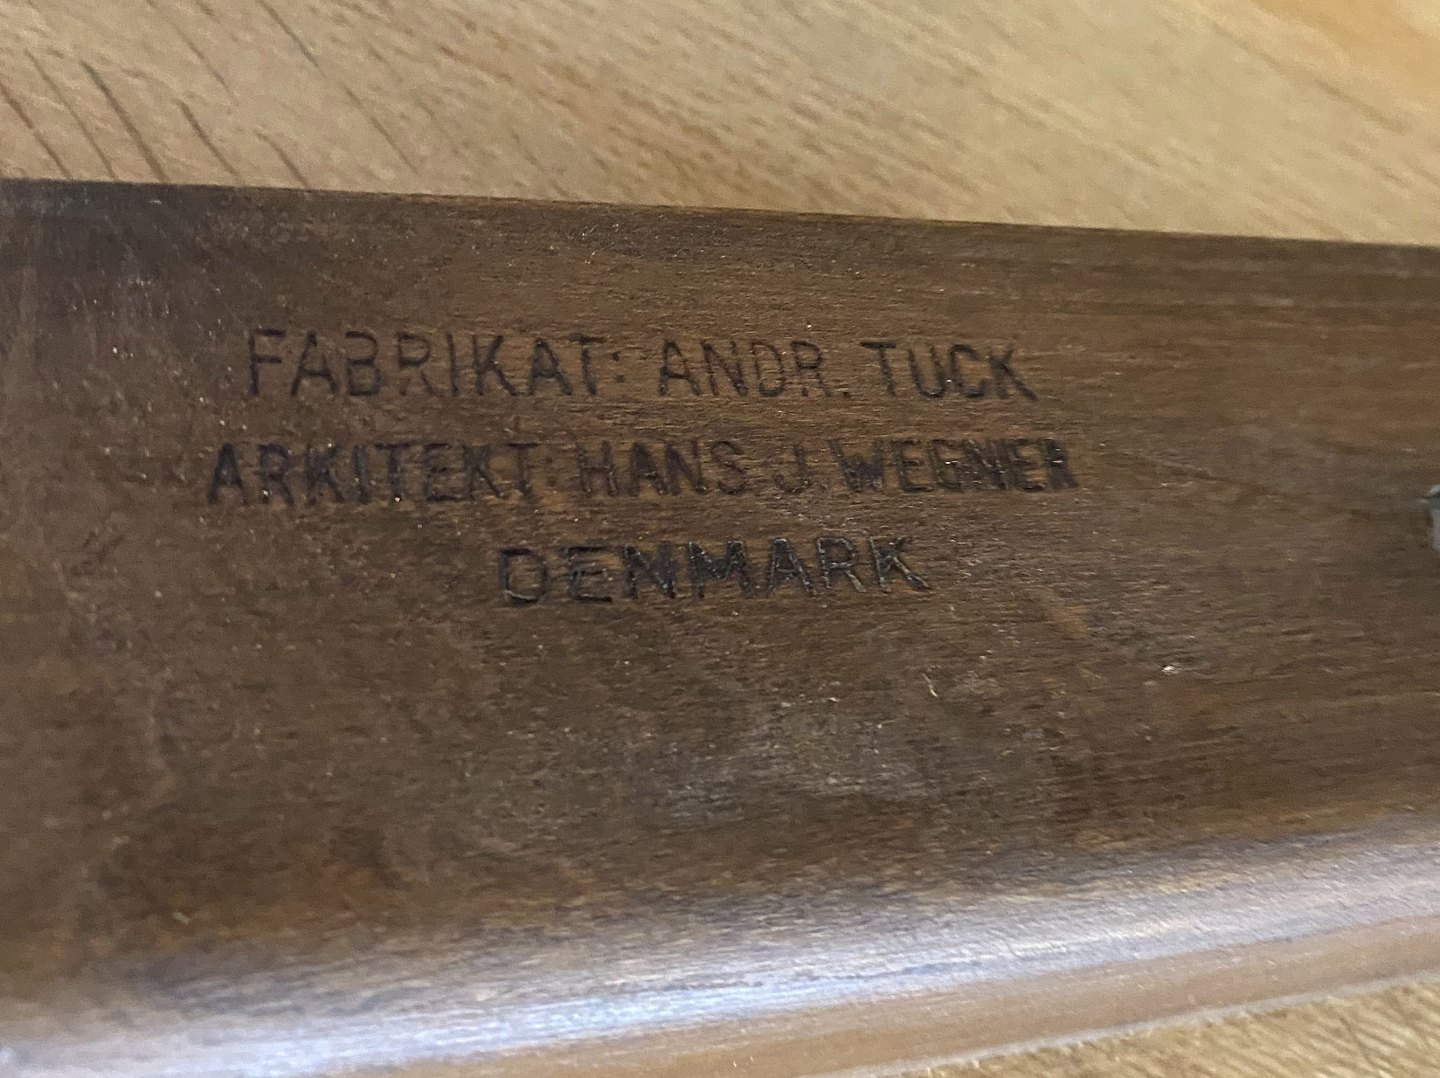 FABRIKAT: ANDR. TUCK
ARKITEKT: HANS J. WEGNER
DENMARK